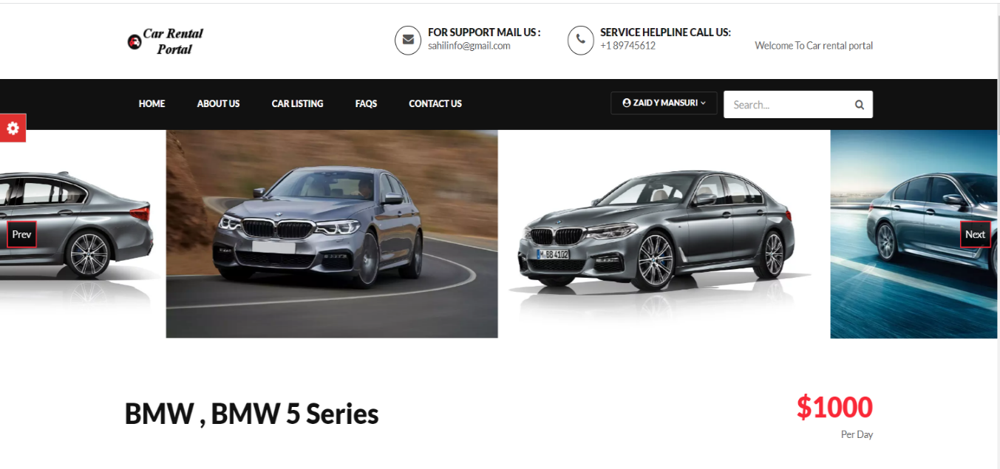 Car Rental
Portal
FOR SUPPORT MAIL US :
sahilinfo@gmail.com
SERVICE HELPLINE CALL US:
+1 89745612
Welcome To Car rental portal
HOME
ABOUT US
CAR LISTING
FAQS
CONTACT US
ZAID Y MANSURI
Search...
Prev
M·BB 4102
Next
BMW , BMW 5 Series
$1000
Per Day